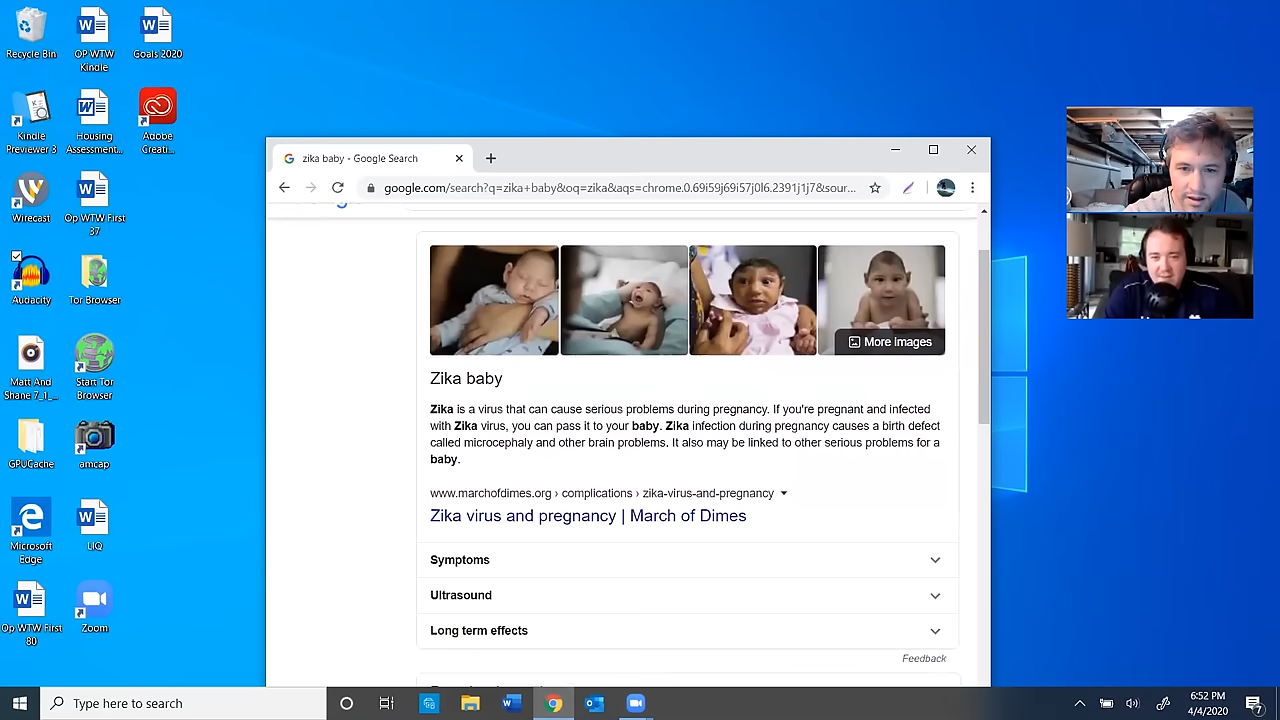 Recycle Bin
OP WTW
Kindle
Goals 2020
Kindle
Previewer 3
Housing
Assessment...
Adobe
Creati...
Wirecast
Op WTW First
37
Audacity
Tor Browser
Matt And
Shane 7_1_...
Start Tor
Browser
GPUCache
amcap
Microsoft
Edge
LIQ
Op WTW First
80
Zoom
zika baby - Google Search
google.com/search?q=zika+baby&oq=zika&aqs=chrome.0.69i59j69i57j0l6.2391j1j7&sour...
More images
Zika baby
Zika is a virus that can cause serious problems during pregnancy. If you're pregnant and infected
with Zika virus, you can pass it to your baby. Zika infection during pregnancy causes a birth defect
called microcephaly and other brain problems. It also may be linked to other serious problems for a
baby.
www.marchofdimes.org › complications › zika-virus-and-pregnancy
Zika virus and pregnancy | March of Dimes
Symptoms
Ultrasound
Long term effects
Feedback
Type here to search
6:52 PM
4/4/2020
7